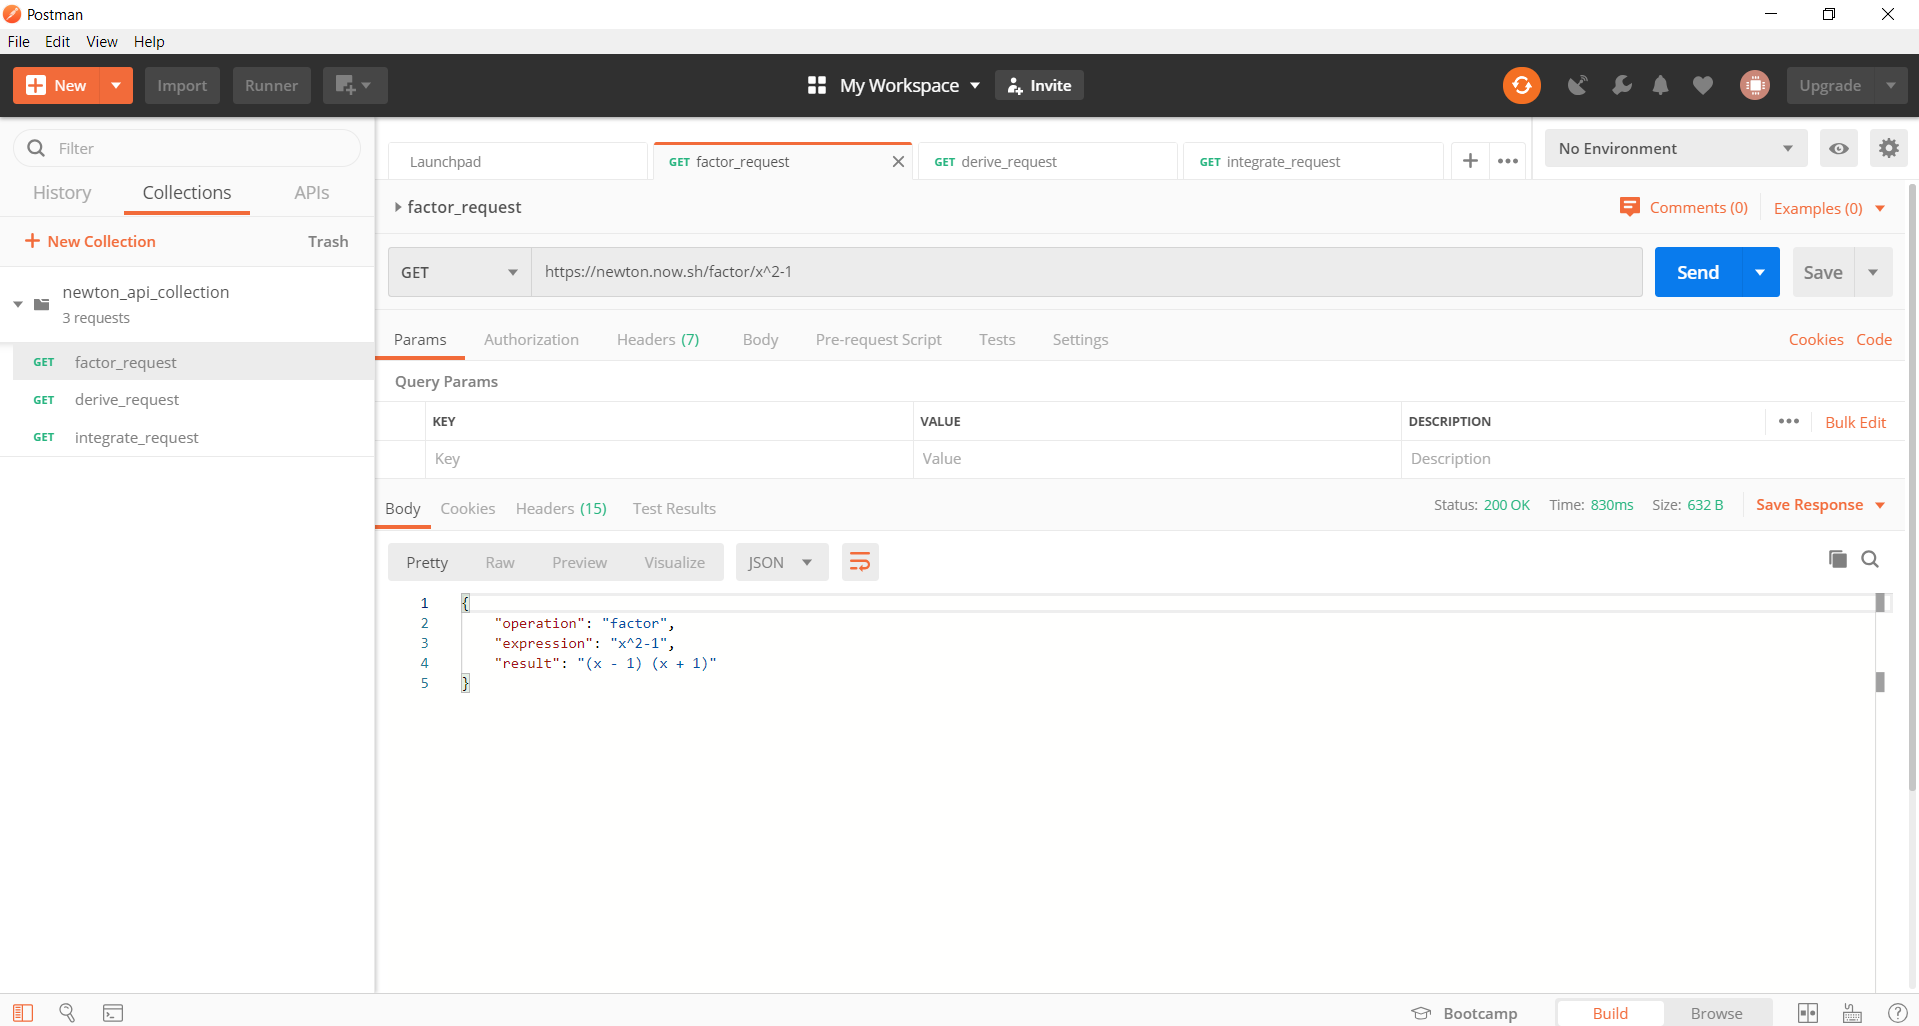 Postman
File Edit View Help
New Import Runner My Workspace Invite Upgrade
Filter
History Collections APIs
New Collection Trash
newton_api_collection
3 requests
GET factor_request
GET derive_request
GET integrate_request
Launchpad GET factor_request GET derive_request GET integrate_request No Environment
factor_request Comments (0) Examples (0)
GET https://newton.now.sh/factor/x^2-1 Send Save
Params Authorization Headers (7) Body Pre-request Script Tests Settings Cookies Code
Query Params
KEY VALUE DESCRIPTION Bulk Edit
Key Value Description
Body Cookies Headers (15) Test Results Status: 200 OK Time: 830ms Size: 632 B Save Response
Pretty Raw Preview Visualize JSON
1 {
2 "operation": "factor",
3 "expression": "x^2-1",
4 "result": "(x - 1) (x + 1)"
5 }
Bootcamp Build Browse